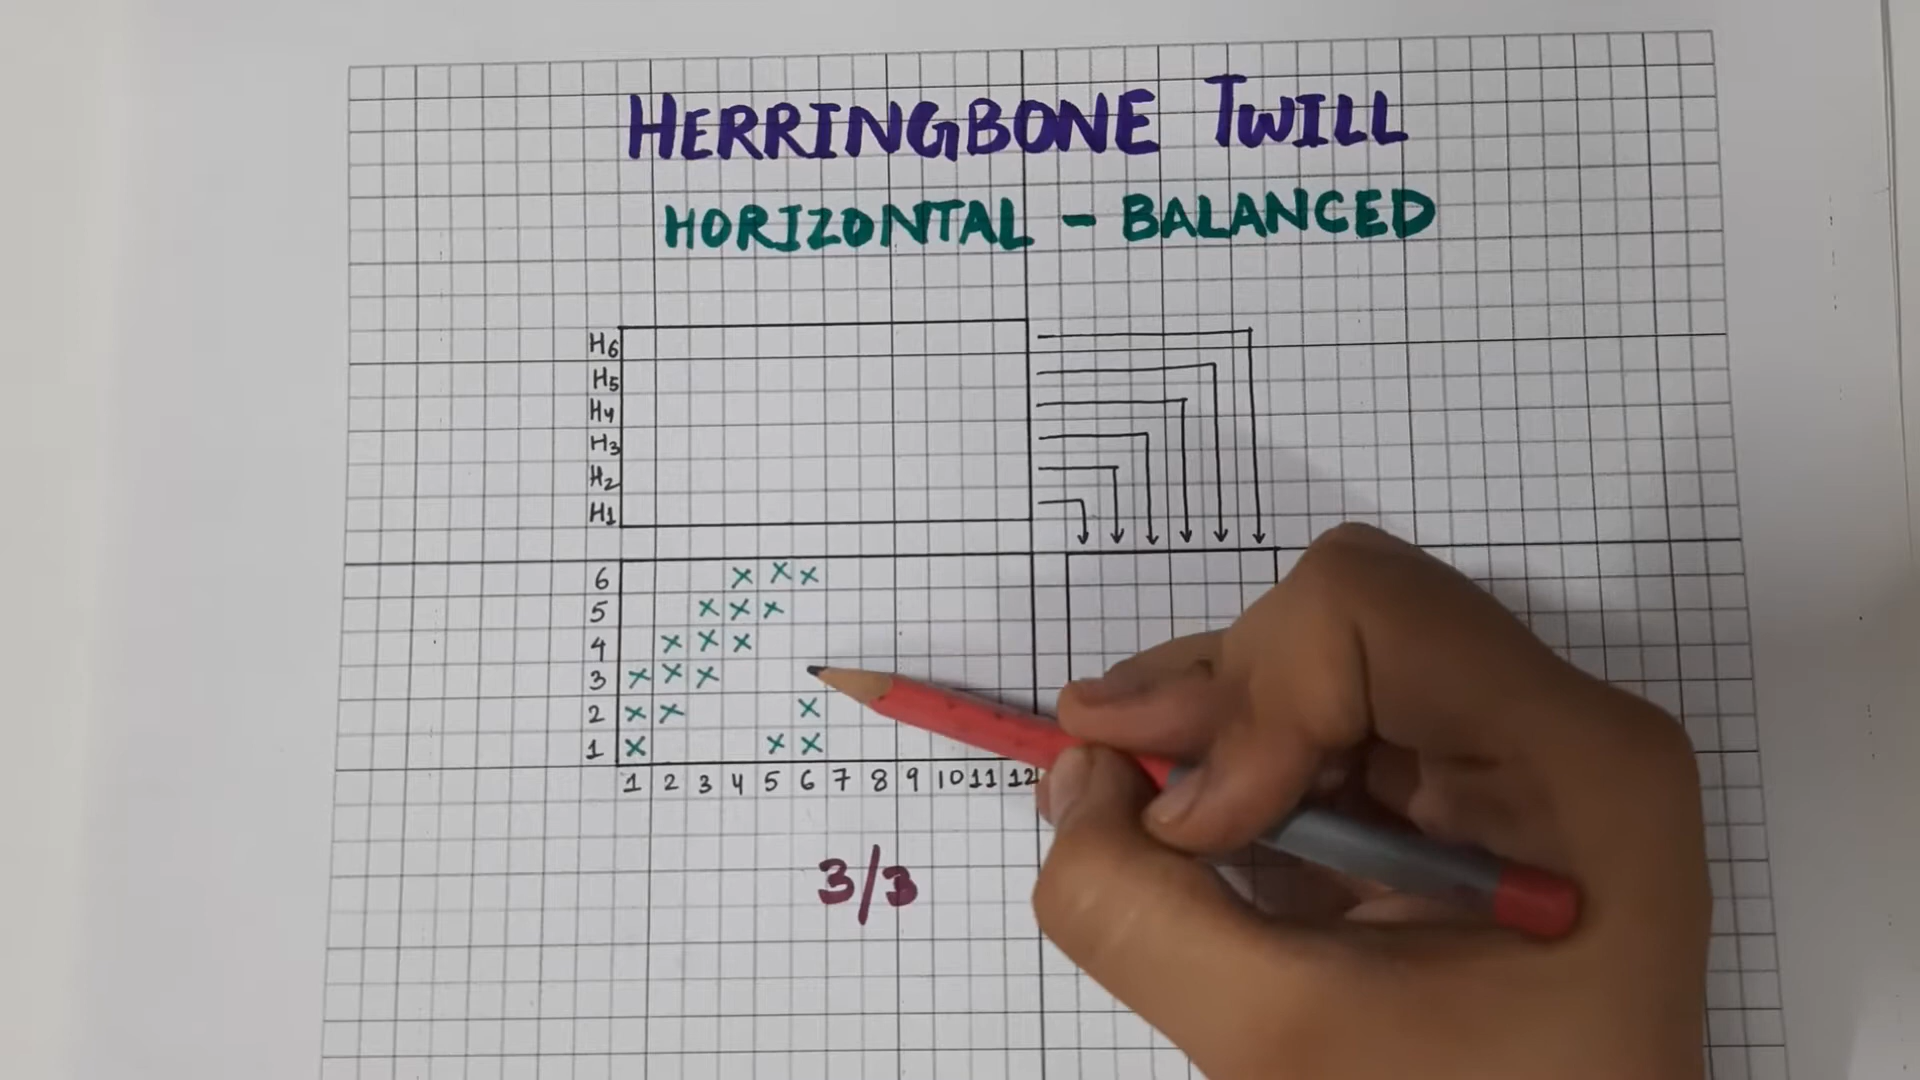 HERRINGBONE TWILL
HORIZONTAL - BALANCED
H6
H5
H4
H3
H2
H1
6 x x x
5 x x x
4 x x x
3 x x x
2 x x x
1 x x x
1 2 3 4 5 6 7 8 9 10 11 12
3/3